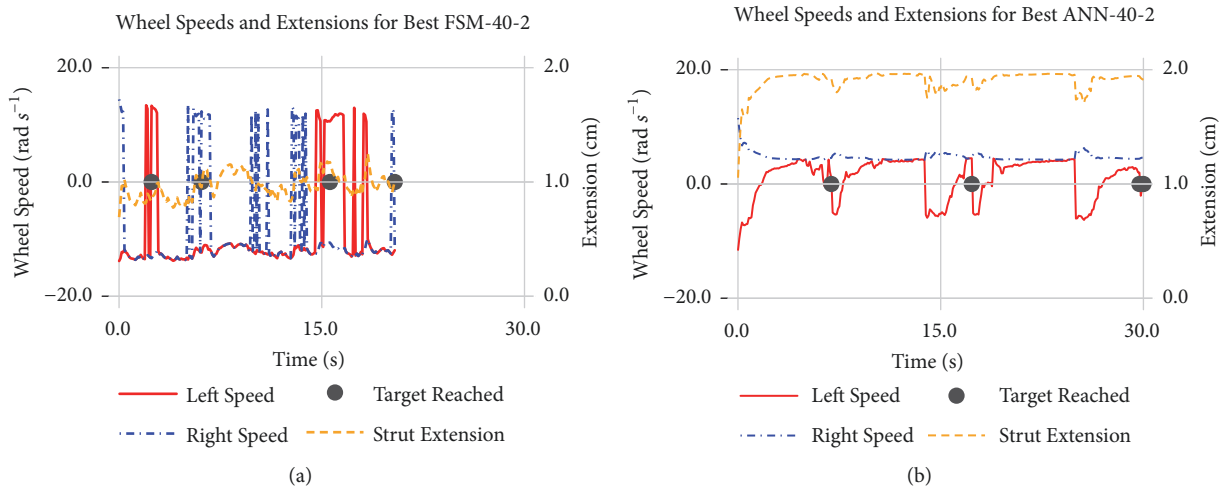 Wheel Speeds and Extensions for Best FSM-40-2
20.0
0.0
−20.0
Wheel Speed (rad s⁻¹)
2.0
1.0
0.0
Extension (cm)
0.0
15.0
30.0
Time (s)
Left Speed
Target Reached
Right Speed
Strut Extension
(a)
Wheel Speeds and Extensions for Best ANN-40-2
20.0
0.0
−20.0
Wheel Speed (rad s⁻¹)
2.0
1.0
0.0
Extension (cm)
0.0
15.0
30.0
Time (s)
Left Speed
Target Reached
Right Speed
Strut Extension
(b)